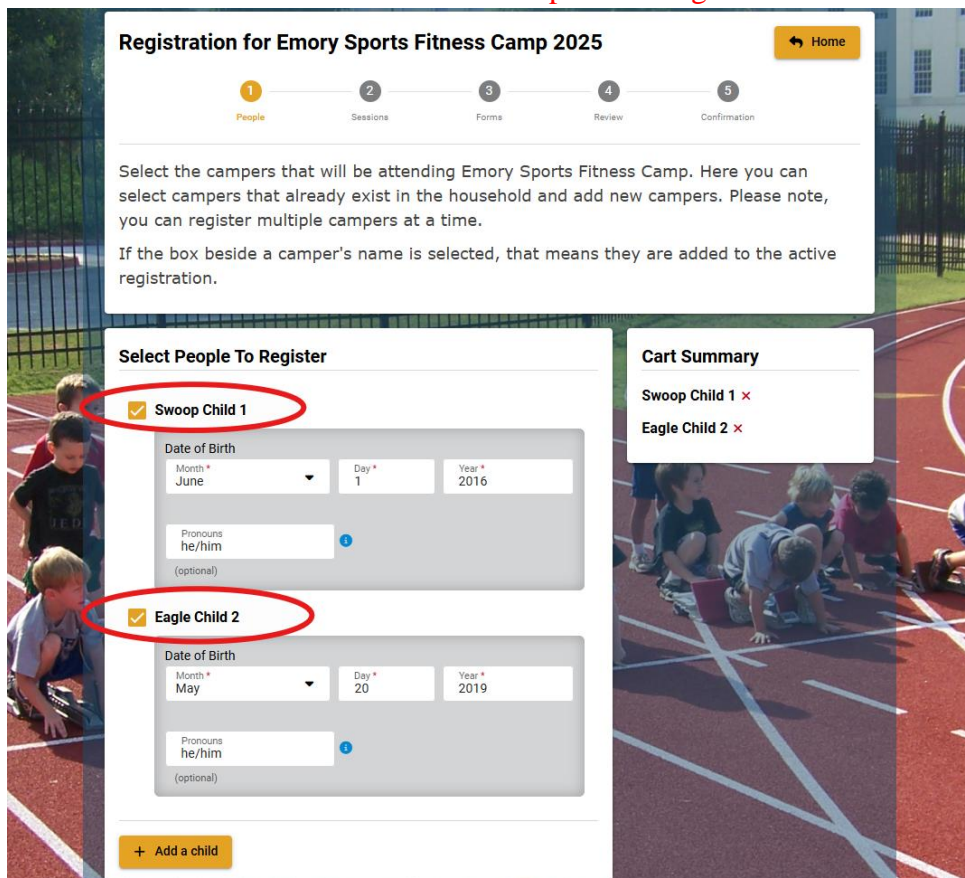 Registration for Emory Sports Fitness Camp 2025
Home
1
2
3
4
5
People
Sessions
Forms
Review
Confirmation
Select the campers that will be attending Emory Sports Fitness Camp. Here you can
select campers that already exist in the household and add new campers. Please note,
you can register multiple campers at a time.
If the box beside a camper's name is selected, that means they are added to the active
registration.
Select People To Register
Swoop Child 1
Date of Birth
Month *
Day *
Year *
June
1
2016
Pronouns
he/him
(optional)
Eagle Child 2
Date of Birth
Month *
Day *
Year *
May
20
2019
Pronouns
he/him
(optional)
+ Add a child
Cart Summary
Swoop Child 1 ×
Eagle Child 2 ×